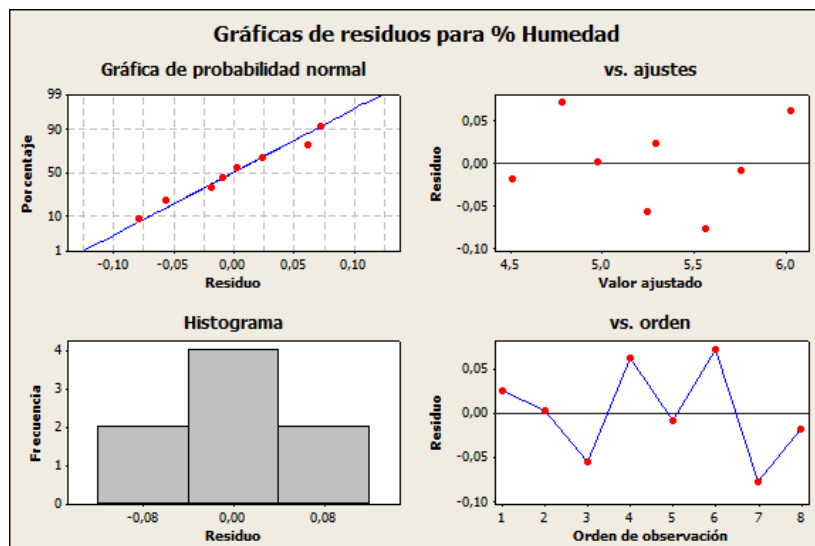 Gráficas de residuos para % Humedad
Gráfica de probabilidad normal
99
90
50
10
1
Porcentaje
-0,10 -0,05 0,00 0,05 0,10
Residuo
vs. ajustes
0,05
0,00
-0,05
-0,10
Residuo
4,5 5,0 5,5 6,0
Valor ajustado
Histograma
4
3
2
1
0
Frecuencia
-0,08 0,00 0,08
Residuo
vs. orden
0,05
0,00
-0,05
-0,10
Residuo
1 2 3 4 5 6 7 8
Orden de observación